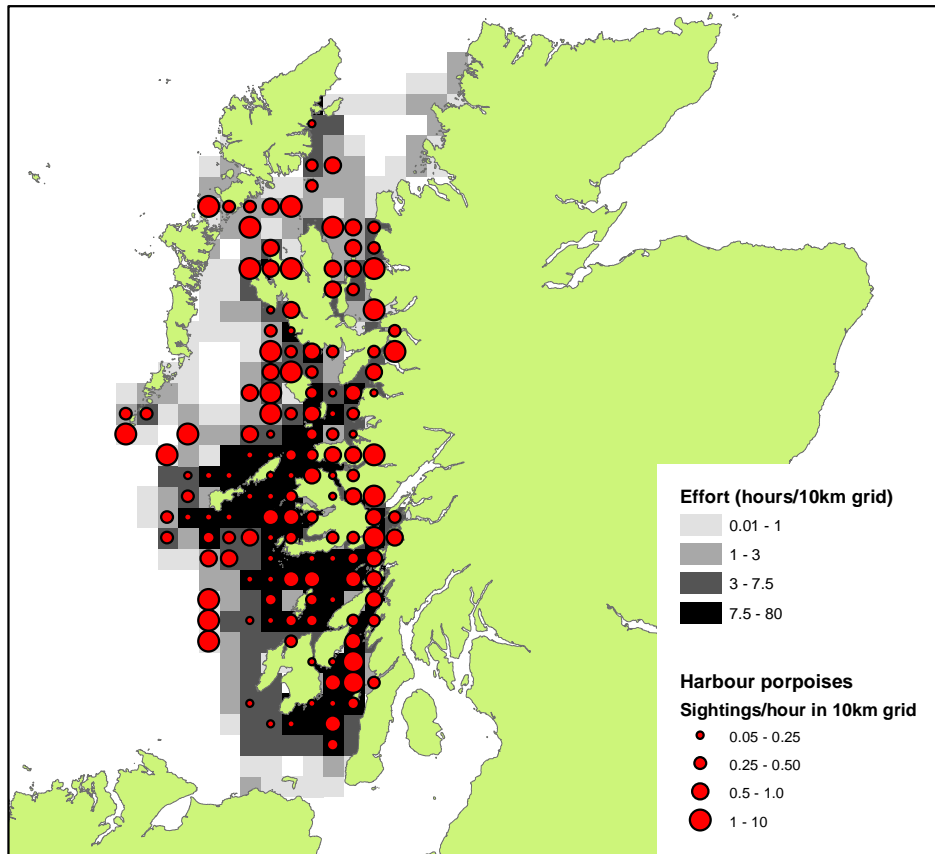 Effort (hours/10km grid)
0.01 - 1
1 - 3
3 - 7.5
7.5 - 80
Harbour porpoises
Sightings/hour in 10km grid
0.05 - 0.25
0.25 - 0.50
0.5 - 1.0
1 - 10